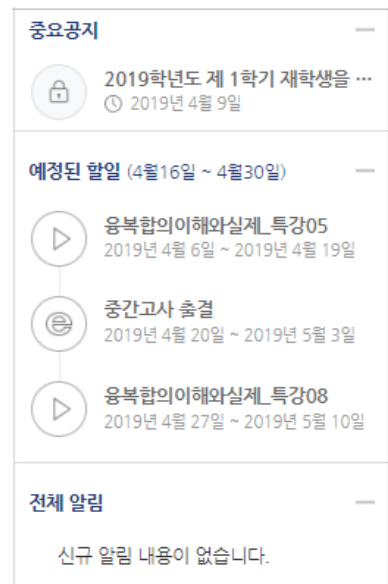 중요공지
2019학년도 제 1학기 재학생을 ···
2019년 4월 9일
예정된 할일 (4월16일 ~ 4월30일)
융복합의이해와실제_특강05
2019년 4월 6일 ~ 2019년 4월 19일
중간고사 출결
2019년 4월 20일 ~ 2019년 5월 3일
융복합의이해와실제_특강08
2019년 4월 27일 ~ 2019년 5월 10일
전체 알림
신규 알림 내용이 없습니다.